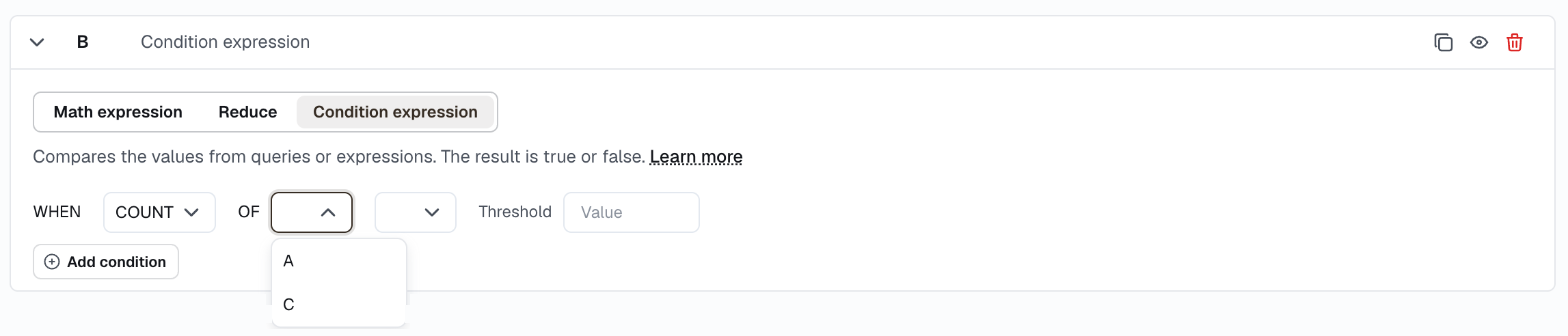 B Condition expression
Math expression Reduce Condition expression
Compares the values from queries or expressions. The result is true or false. Learn more
WHEN COUNT OF Threshold Value
Add condition
A
C